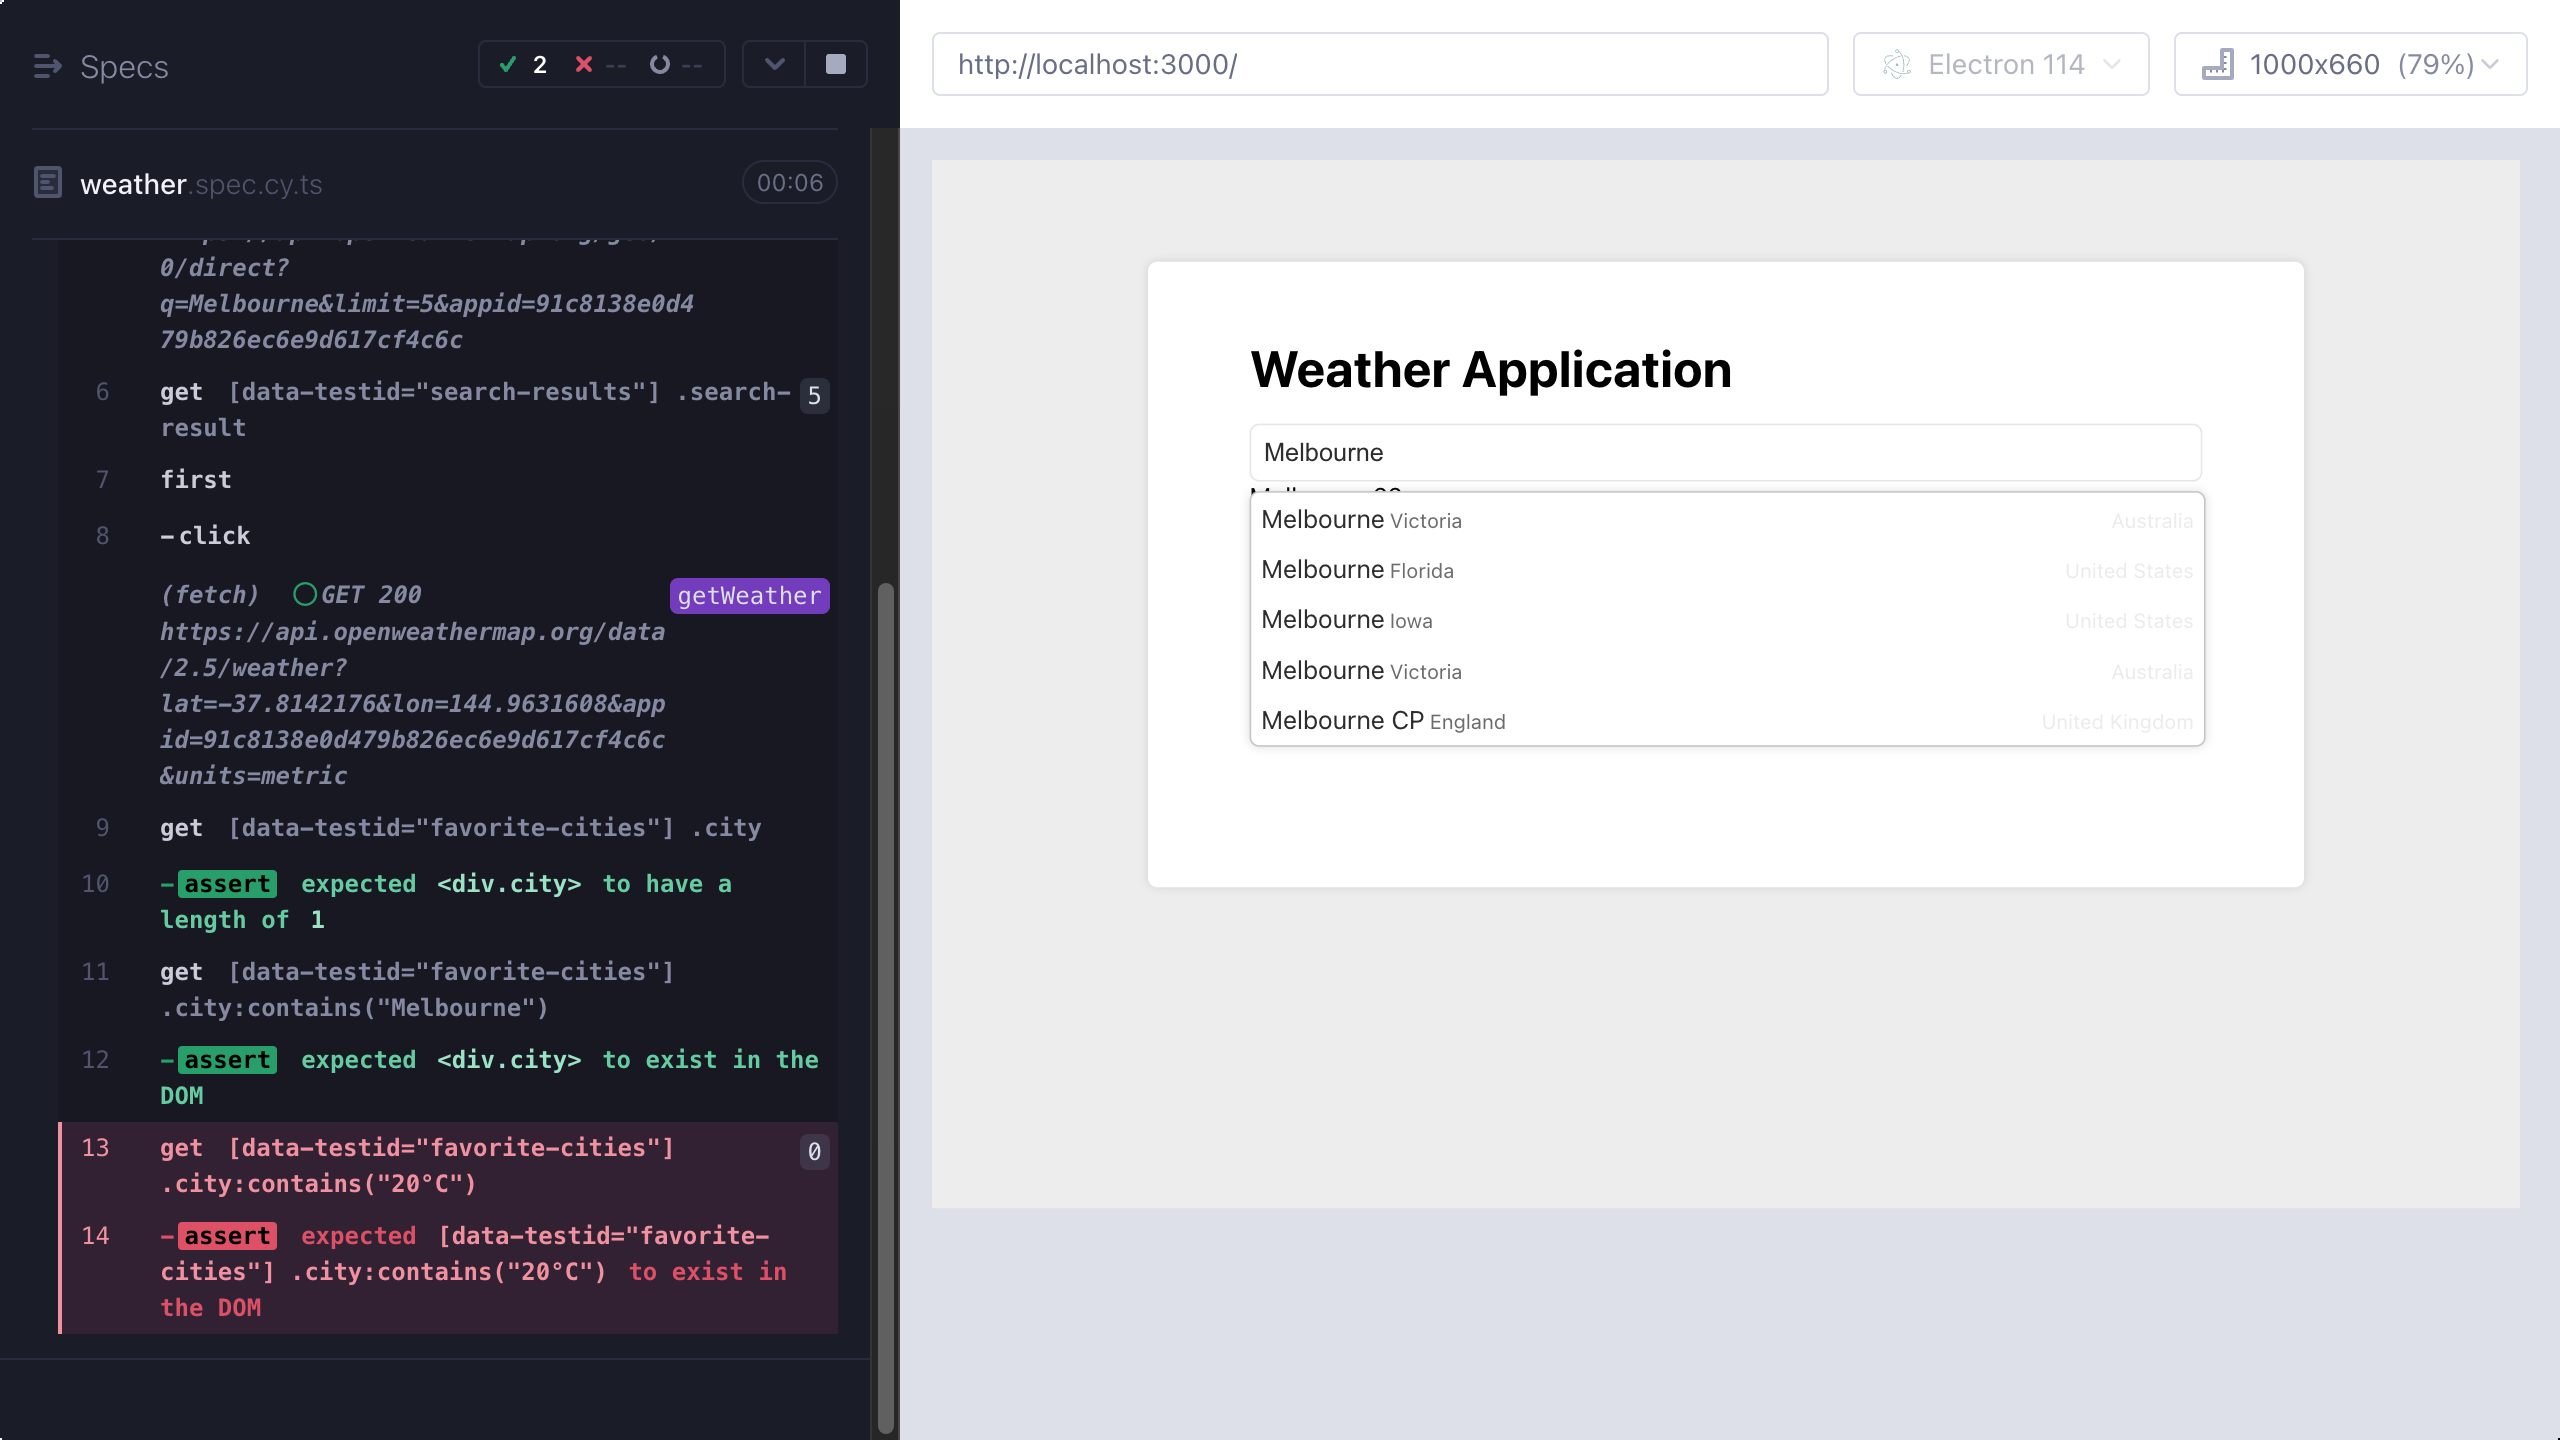 Specs
2
--
--
weather.spec.cy.ts
00:06
0/direct?
q=Melbourne&limit=5&appid=91c8138e0d4
79b826ec6e9d617cf4c6c
6 get [data-testid="search-results"] .search- 5
result
7 first
8 -click
(fetch) GET 200 getWeather
https://api.openweathermap.org/data
/2.5/weather?
lat=-37.8142176&lon=144.9631608&app
id=91c8138e0d479b826ec6e9d617cf4c6c
&units=metric
9 get [data-testid="favorite-cities"] .city
10 -assert expected <div.city> to have a
length of 1
11 get [data-testid="favorite-cities"]
.city:contains("Melbourne")
12 -assert expected <div.city> to exist in the
DOM
13 get [data-testid="favorite-cities"] 0
.city:contains("20°C")
14 -assert expected [data-testid="favorite-
cities"] .city:contains("20°C") to exist in
the DOM
http://localhost:3000/
Electron 114
1000x660 (79%)
Weather Application
Melbourne
Melbourne Victoria Australia
Melbourne Florida United States
Melbourne Iowa United States
Melbourne Victoria Australia
Melbourne CP England United Kingdom